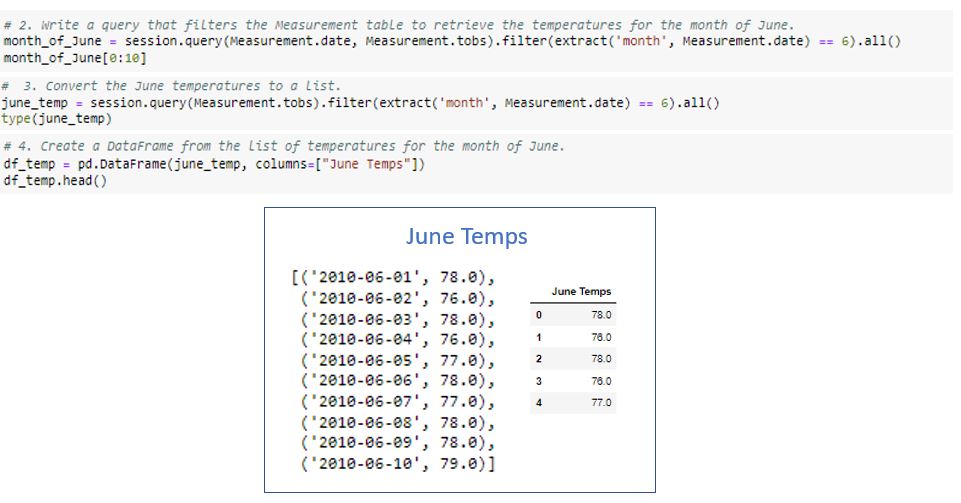 # 2. Write a query that filters the Measurement table to retrieve the temperatures for the month of June.
month_of_June = session.query(Measurement.date, Measurement.tobs).filter(extract('month', Measurement.date) == 6).all()
month_of_June[0:10]
#  3. Convert the June temperatures to a list.
june_temp = session.query(Measurement.tobs).filter(extract('month', Measurement.date) == 6).all()
type(june_temp)
# 4. Create a DataFrame from the list of temperatures for the month of June.
df_temp = pd.DataFrame(june_temp, columns=["June Temps"])
df_temp.head()
June Temps
[('2010-06-01', 78.0),
('2010-06-02', 76.0),
('2010-06-03', 78.0),
('2010-06-04', 76.0),
('2010-06-05', 77.0),
('2010-06-06', 78.0),
('2010-06-07', 77.0),
('2010-06-08', 78.0),
('2010-06-09', 78.0),
('2010-06-10', 79.0)]
June Temps
0 78.0
1 76.0
2 78.0
3 76.0
4 77.0